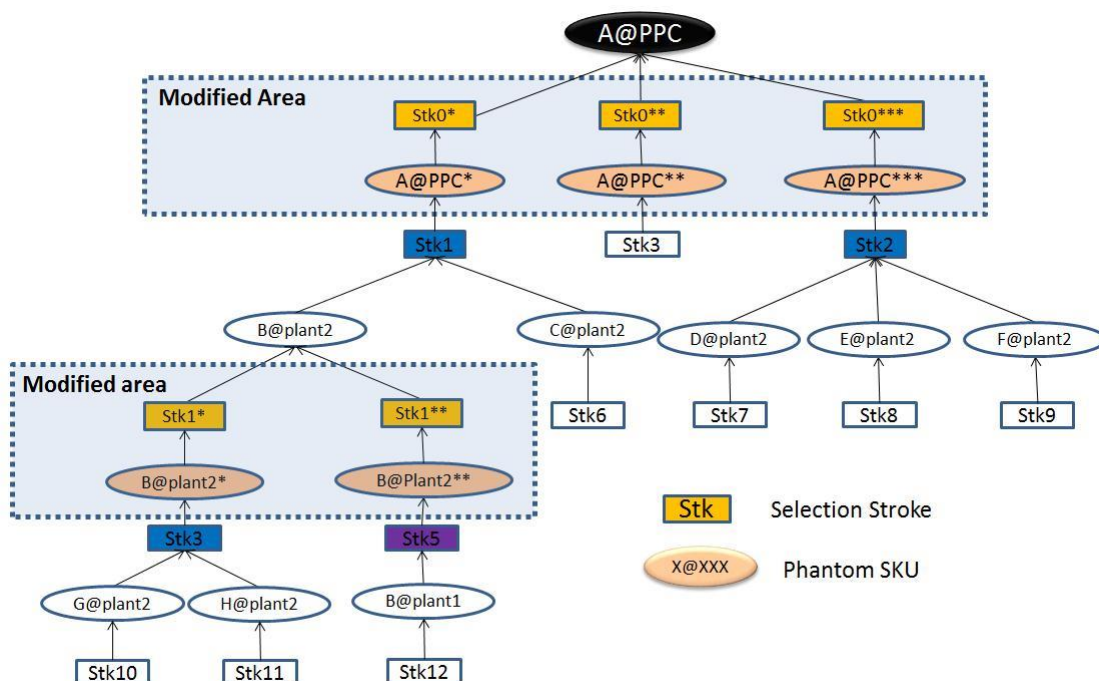 A@PPC
Modified Area
Stk0*
Stk0**
Stk0***
A@PPC*
A@PPC**
A@PPC***
Stk1
Stk3
Stk2
B@plant2
C@plant2
D@plant2
E@plant2
F@plant2
Modified area
Stk1*
Stk1**
Stk6
Stk7
Stk8
Stk9
B@plant2*
B@Plant2**
Stk
Selection Stroke
Stk3
Stk5
X@XXX
Phantom SKU
G@plant2
H@plant2
B@plant1
Stk10
Stk11
Stk12